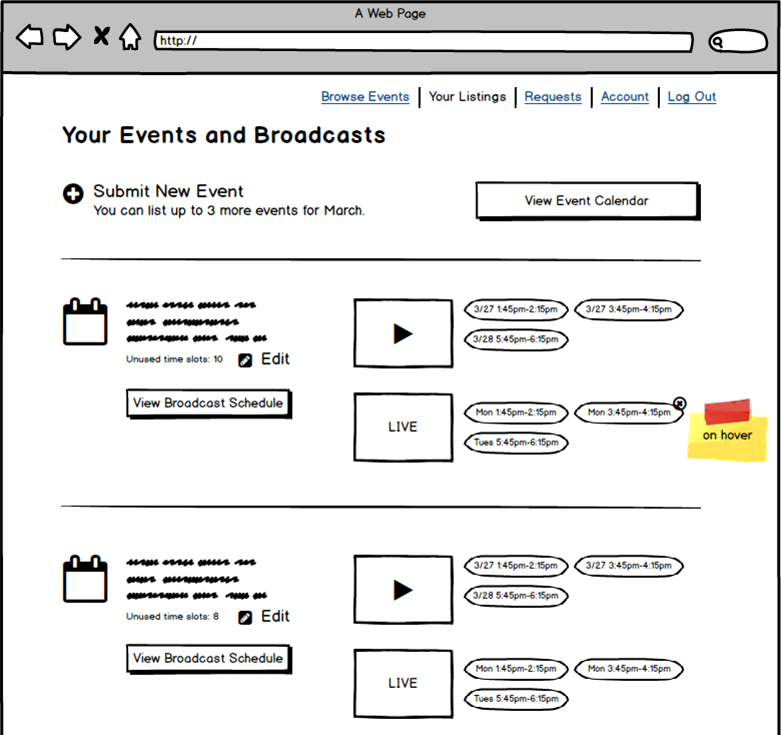 A Web Page
http://
Browse Events Your Listings Requests Account Log Out
Your Events and Broadcasts
Submit New Event
You can list up to 3 more events for March.
View Event Calendar
Unused time slots: 10 Edit
View Broadcast Schedule
3/27 1:45pm-2:15pm 3/27 3:45pm-4:15pm
3/28 5:45pm-6:15pm
LIVE
Mon 1:45pm-2:15pm Mon 3:45pm-4:15pm
Tues 5:45pm-6:15pm
on hover
Unused time slots: 8 Edit
View Broadcast Schedule
3/27 1:45pm-2:15pm 3/27 3:45pm-4:15pm
3/28 5:45pm-6:15pm
LIVE
Mon 1:45pm-2:15pm Mon 3:45pm-4:15pm
Tues 5:45pm-6:15pm